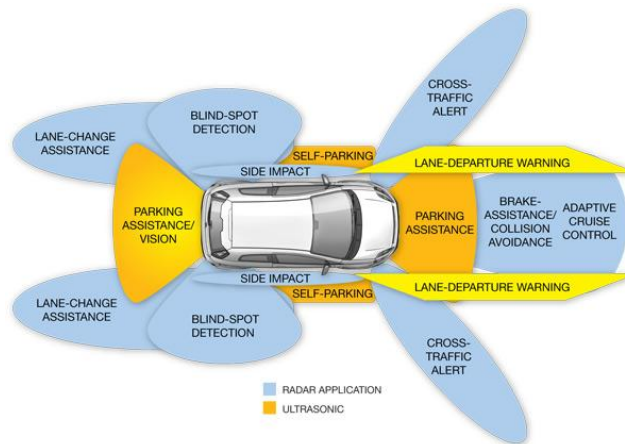 CROSS-
TRAFFIC
ALERT
BLIND-SPOT
DETECTION
LANE-CHANGE
ASSISTANCE
SELF-PARKING
LANE-DEPARTURE WARNING
SIDE IMPACT
PARKING
ASSISTANCE/
VISION
PARKING
ASSISTANCE
BRAKE-
ASSISTANCE/
COLLISION
AVOIDANCE
ADAPTIVE
CRUISE
CONTROL
SIDE IMPACT
LANE-DEPARTURE WARNING
SELF-PARKING
LANE-CHANGE
ASSISTANCE
BLIND-SPOT
DETECTION
CROSS-
TRAFFIC
ALERT
RADAR APPLICATION
ULTRASONIC